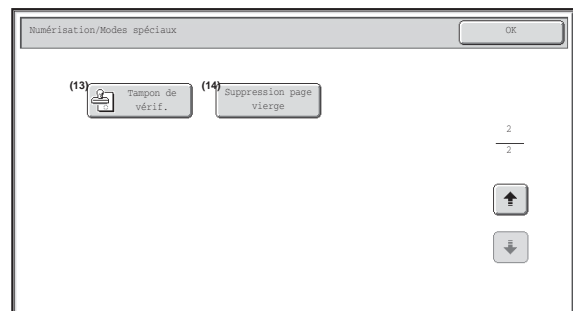 Numérisation/Modes spéciaux
OK
(13)
Tampon de
vérif.
(14)
Suppression page
vierge
2
2